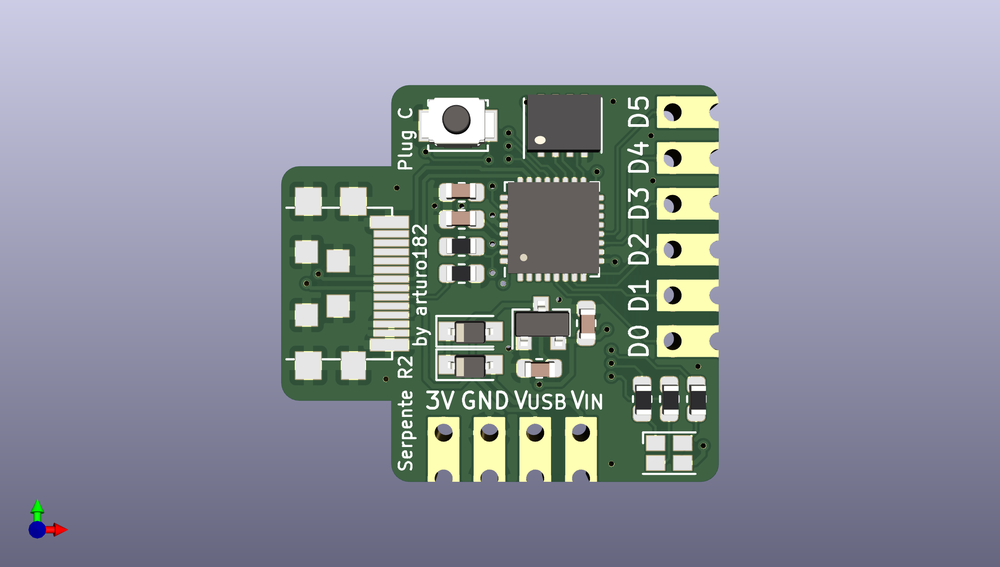 Serpente R2 by arturo182 Plug C
D5
D4
D3
D2
D1
D0
3V GND VUSB VIN